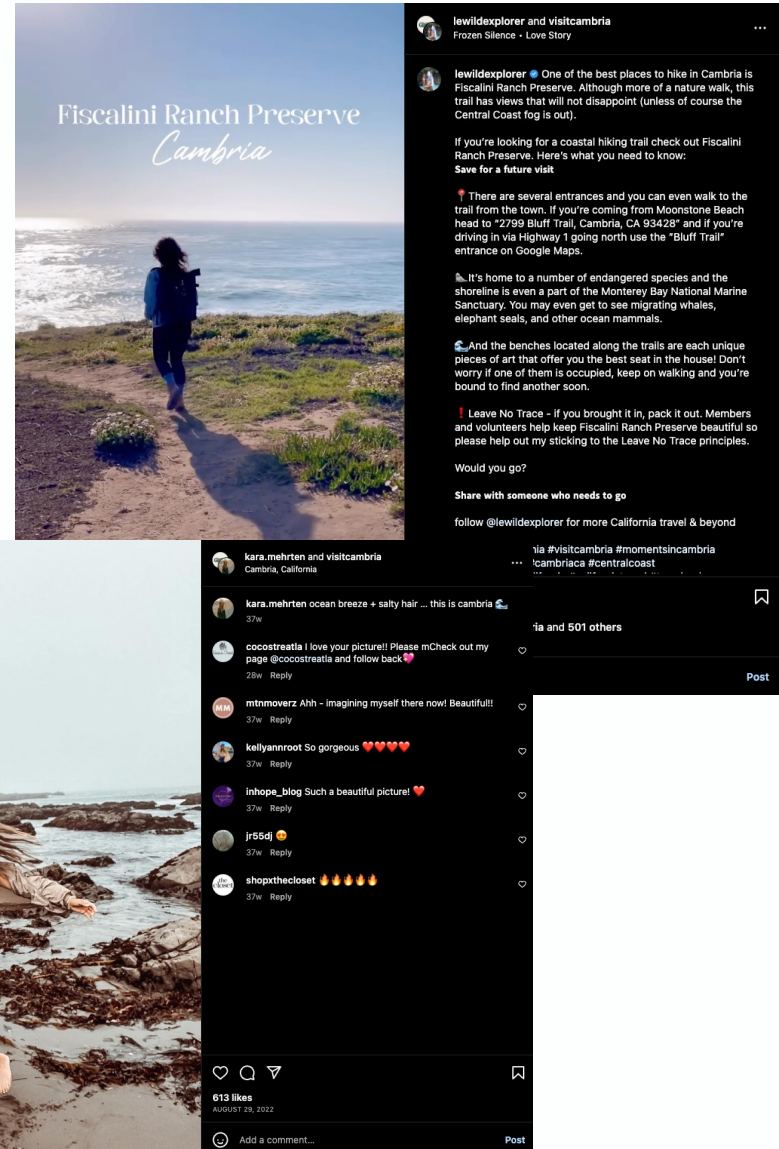 Fiscalini Ranch Preserve
Cambria
lewildexplorer and visitcambria
Frozen Silence • Love Story
lewildexplorer One of the best places to hike in Cambria is
Fiscalini Ranch Preserve. Although more of a nature walk, this
trail has views that will not disappoint (unless of course the
Central Coast fog is out).
If you're looking for a coastal hiking trail check out Fiscalini
Ranch Preserve. Here's what you need to know:
Save for a future visit
📍There are several entrances and you can even walk to the
trail from the town. If you're coming from Moonstone Beach
head to "2799 Bluff Trail, Cambria, CA 93428" and if you're
driving in via Highway 1 going north use the "Bluff Trail"
entrance on Google Maps.
It's home to a number of endangered species and the
shoreline is even a part of the Monterey Bay National Marine
Sanctuary. You may even get to see migrating whales,
elephant seals, and other ocean mammals.
🌊And the benches located along the trails are each unique
pieces of art that offer you the best seat in the house! Don't
worry if one of them is occupied, keep on walking and you're
bound to find another soon.
❗Leave No Trace - if you brought it in, pack it out. Members
and volunteers help keep Fiscalini Ranch Preserve beautiful so
please help out my sticking to the Leave No Trace principles.
Would you go?
Share with someone who needs to go
follow @lewildexplorer for more California travel & beyond
#visitcambria #momentsincambria
#centralcoast
and 501 others
Post
kara.mehrten and visitcambria
Cambria, California
kara.mehrten ocean breeze + salty hair ... this is cambria 🌊
37w
cocostreatla I love your picture!! Please mCheck out my
page @cocostreatla and follow back💖
28w Reply
MM
mtnmoverz Ahh - imagining myself there now! Beautiful!!
37w Reply
kellyannroot So gorgeous ❤️❤️❤️❤️
37w Reply
inhope_blog Such a beautiful picture! ❤️
37w Reply
jr55dj 😍
37w Reply
the
closet
shopxthecloset 🔥🔥🔥🔥🔥
37w Reply
613 likes
AUGUST 29, 2022
Add a comment...
Post